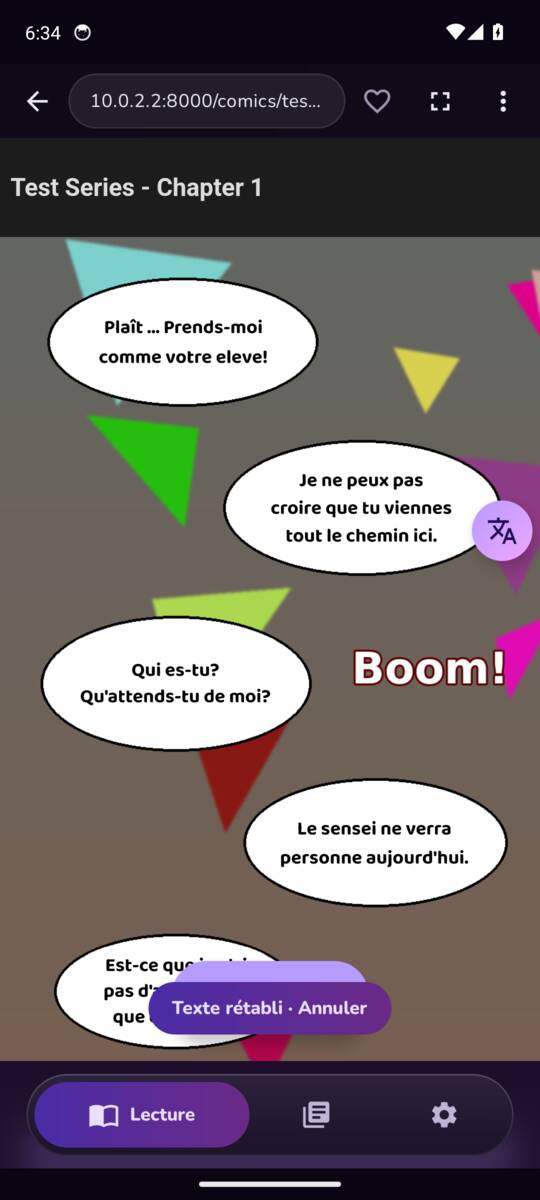 6:34
10.0.2.2:8000/comics/tes...
Test Series - Chapter 1
Plaît ... Prends-moi
comme votre eleve!
Je ne peux pas
croire que tu viennes
tout le chemin ici.
Qui es-tu?
Qu'attends-tu de moi?
Boom!
Le sensei ne verra
personne aujourd'hui.
Est-ce que
pas
que
Texte rétabli · Annuler
Lecture